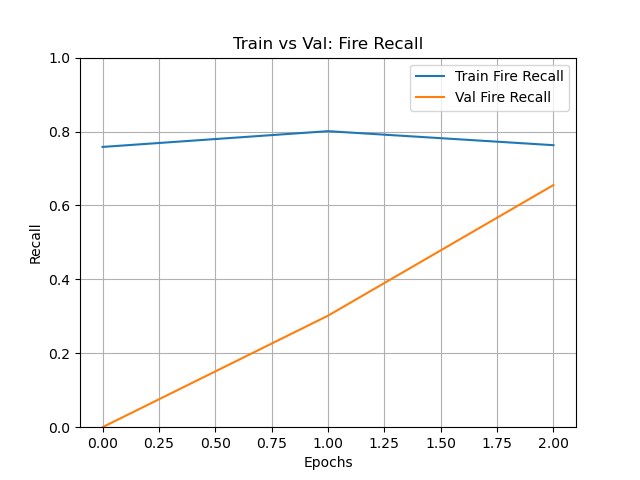 Train vs Val: Fire Recall
Train Fire Recall
Val Fire Recall
Recall
1.0
0.8
0.6
0.4
0.2
0.0
0.00 0.25 0.50 0.75 1.00 1.25 1.50 1.75 2.00
Epochs